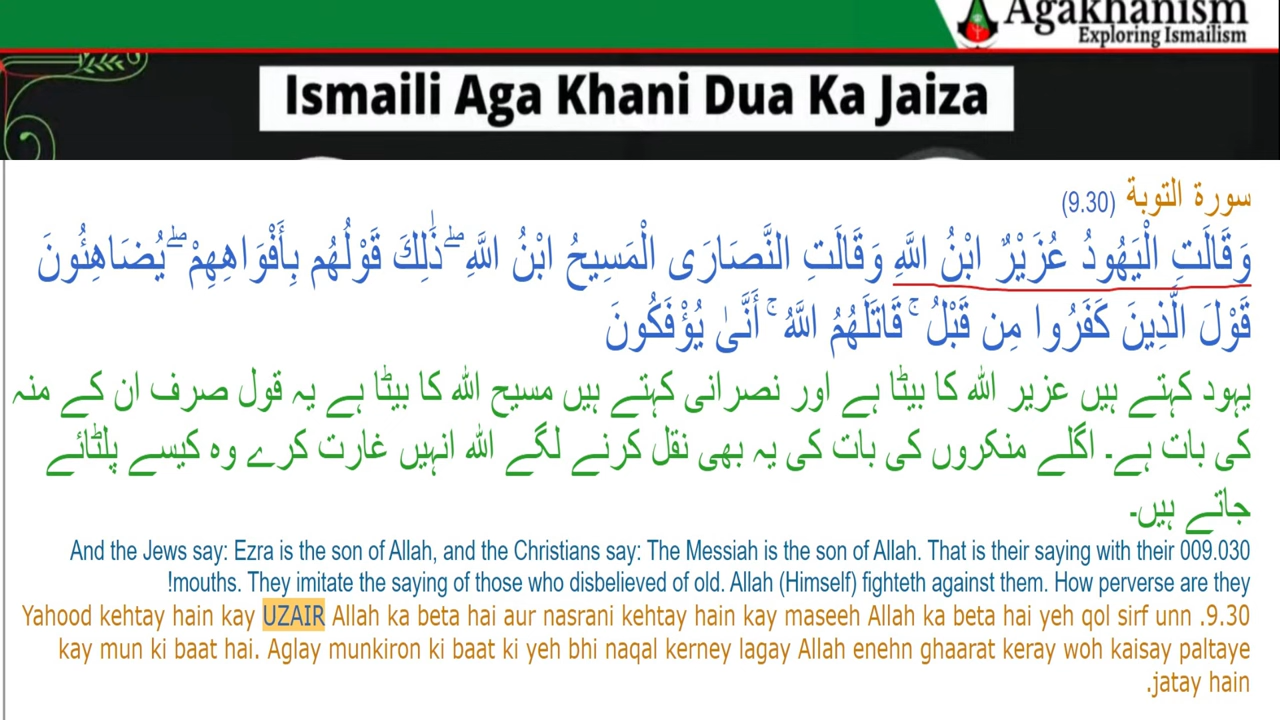 Agakhanism
Exploring Ismailism
Ismaili Aga Khani Dua Ka Jaiza
سورة التوبة (9.30)
وَقَالَتِ الْيَهُودُ عُزَيْرٌ ابْنُ اللَّهِ وَقَالَتِ النَّصَارَى الْمَسِيحُ ابْنُ اللَّهِ ۖ ذَٰلِكَ قَوْلُهُم بِأَفْوَاهِهِمْ ۖ يُضَاهِئُونَ
قَوْلَ الَّذِينَ كَفَرُوا مِن قَبْلُ ۚ قَاتَلَهُمُ اللَّهُ ۚ أَنَّىٰ يُؤْفَكُونَ
یہود کہتے ہیں عزیر اللہ کا بیٹا ہے اور نصرانی کہتے ہیں مسیح اللہ کا بیٹا ہے یہ قول صرف ان کے منہ
کی بات ہے۔ اگلے منکروں کی بات کی یہ بھی نقل کرنے لگے اللہ انہیں غارت کرے وہ کیسے پلٹائے
جاتے ہیں۔
And the Jews say: Ezra is the son of Allah, and the Christians say: The Messiah is the son of Allah. That is their saying with their 009.030
!mouths. They imitate the saying of those who disbelieved of old. Allah (Himself) fighteth against them. How perverse are they
Yahood kehtay hain kay UZAIR Allah ka beta hai aur nasrani kehtay hain kay maseeh Allah ka beta hai yeh qol sirf unn .9.30
kay mun ki baat hai. Aglay munkiron ki baat ki yeh bhi naqal kerney lagay Allah enehn ghaarat keray woh kaisay paltaye
.jatay hain